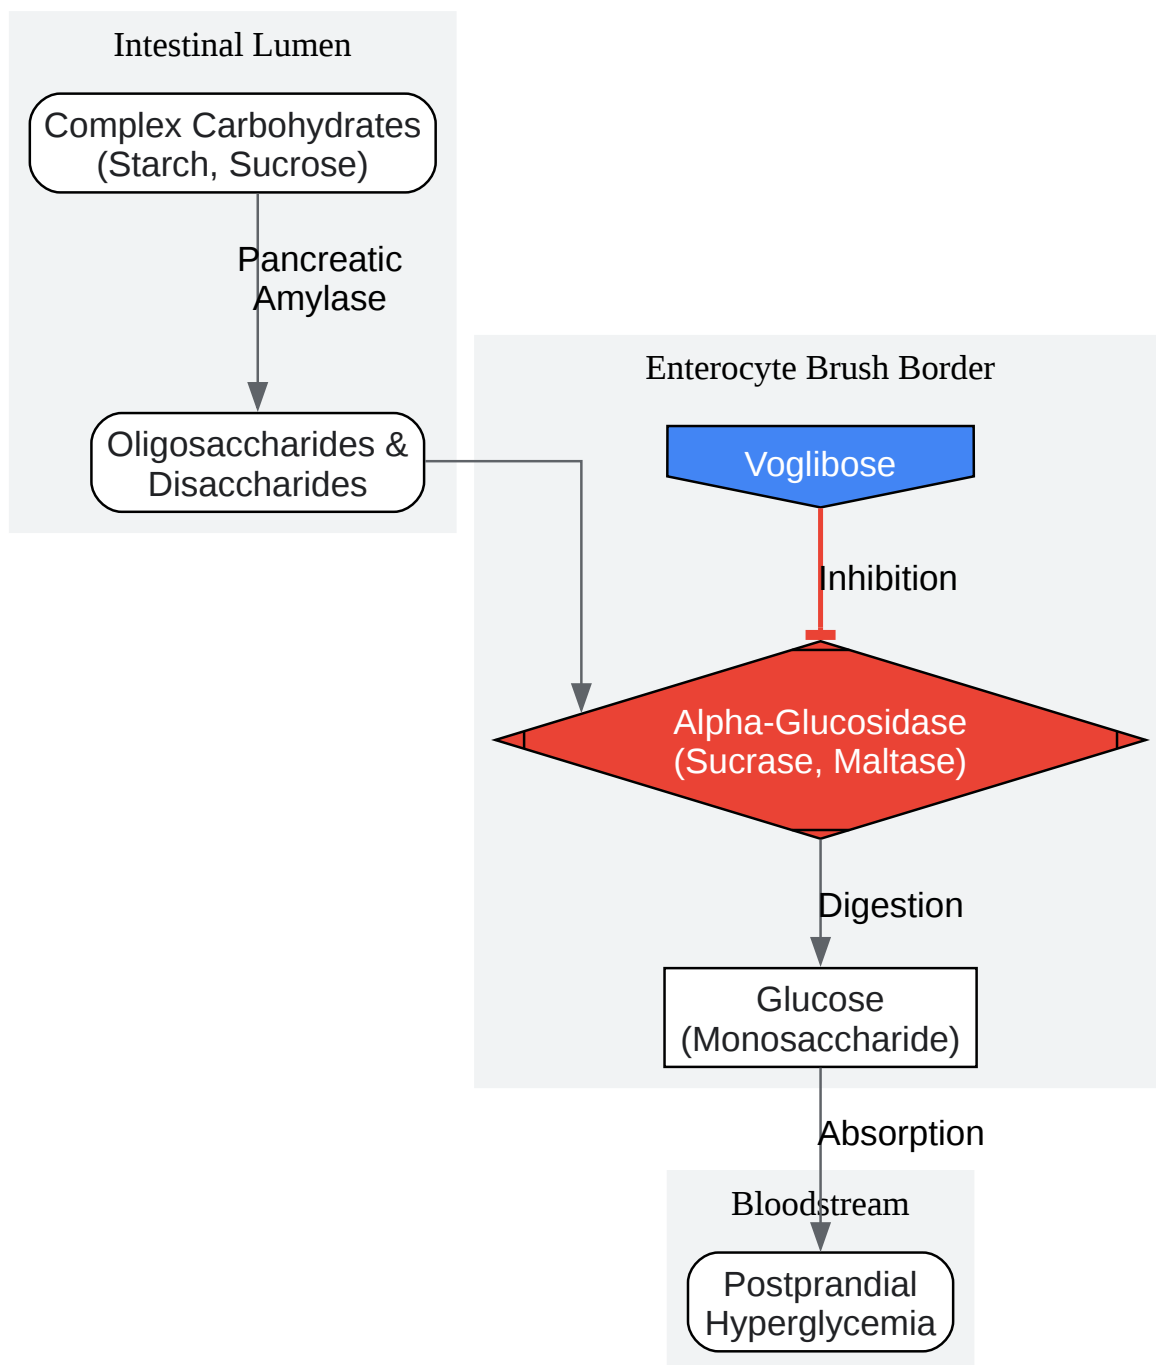 Intestinal Lumen
Complex Carbohydrates
(Starch, Sucrose)
Pancreatic
Amylase
Oligosaccharides &
Disaccharides
Enterocyte Brush Border
Voglibose
Inhibition
Alpha-Glucosidase
(Sucrase, Maltase)
Digestion
Glucose
(Monosaccharide)
Absorption
Bloodstream
Postprandial
Hyperglycemia